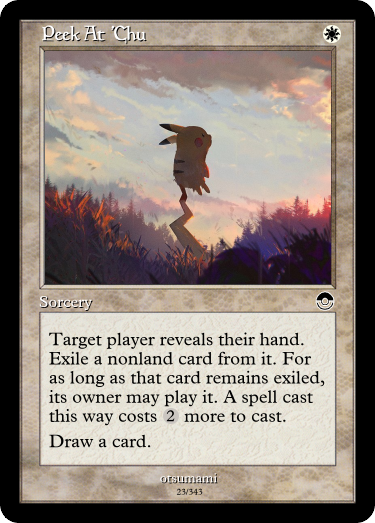 Peek At 'Chu
Sorcery
Target player reveals their hand.
Exile a nonland card from it. For
as long as that card remains exiled,
its owner may play it. A spell cast
this way costs 2 more to cast.
Draw a card.
otsumami
23/343